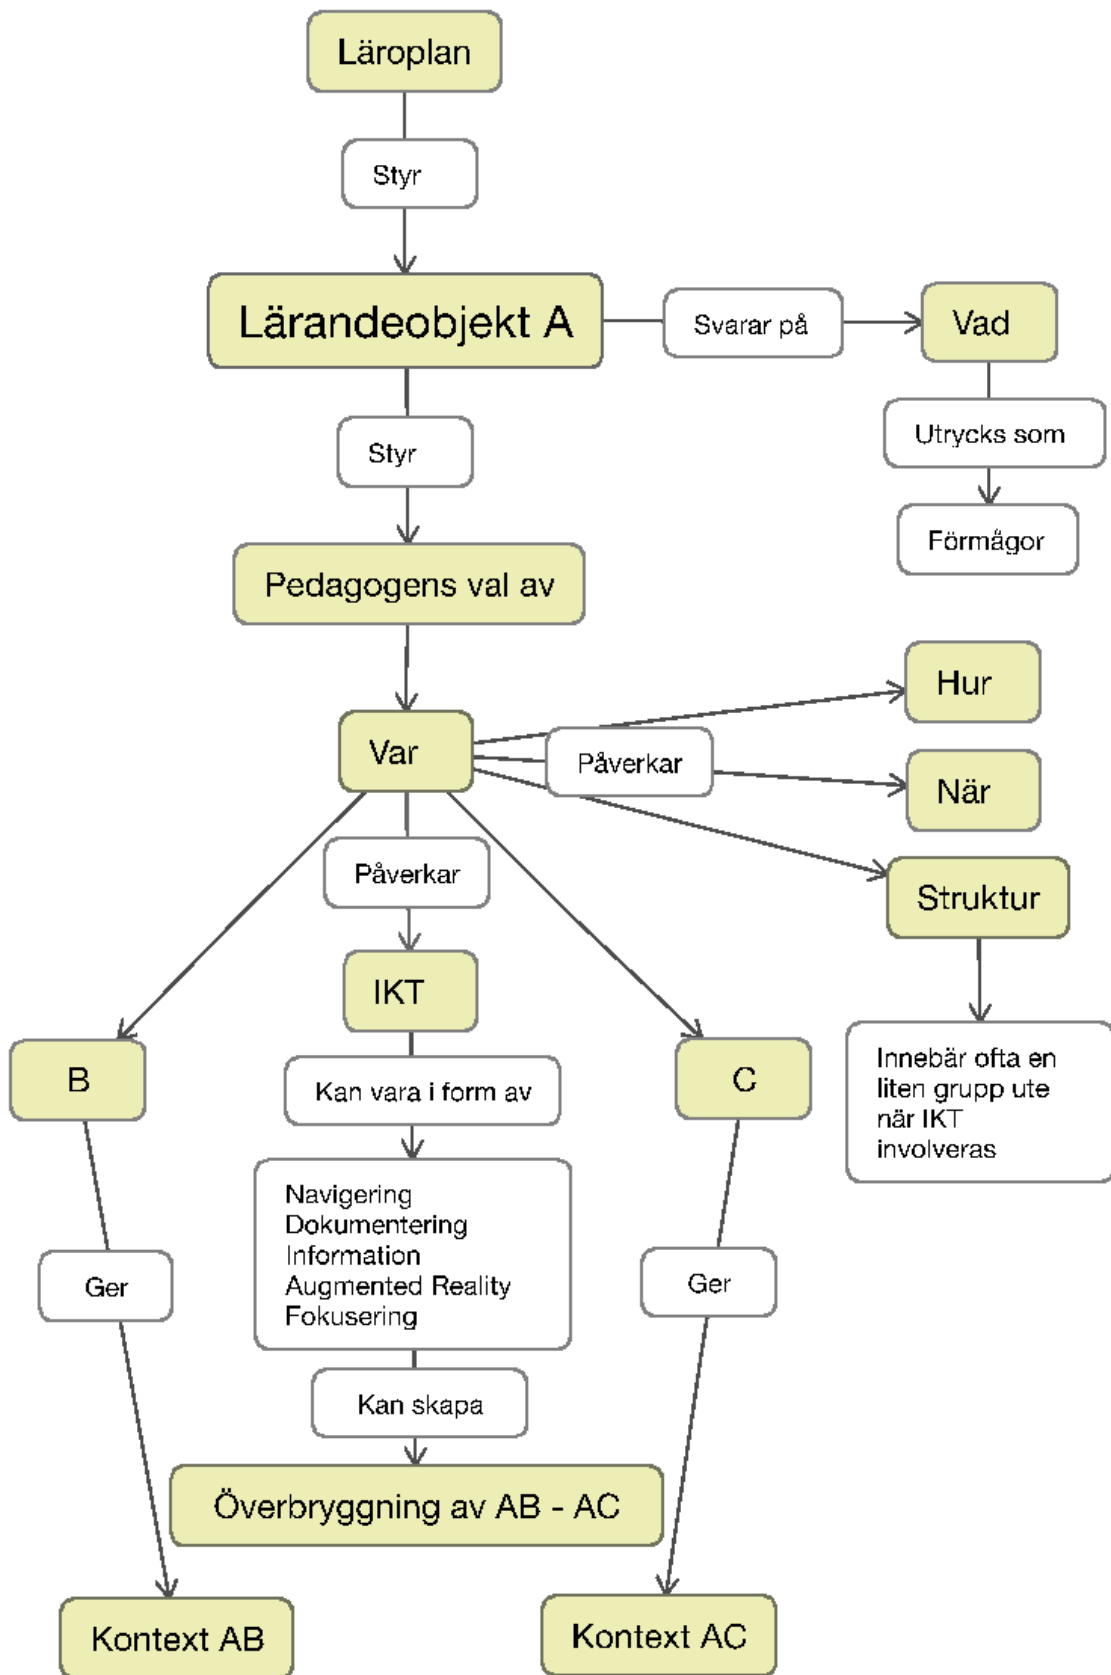 Läroplan
Styr
Lärandeobjekt A
Svarar på
Vad
Utrycks som
Förmågor
Styr
Pedagogens val av
Var
Hur
Påverkar
När
Struktur
Innebär ofta en
liten grupp ute
när IKT
involveras
Påverkar
IKT
B
Kan vara i form av
C
Navigering
Dokumentering
Information
Augmented Reality
Fokusering
Ger
Ger
Kan skapa
Överbryggning av AB - AC
Kontext AB
Kontext AC